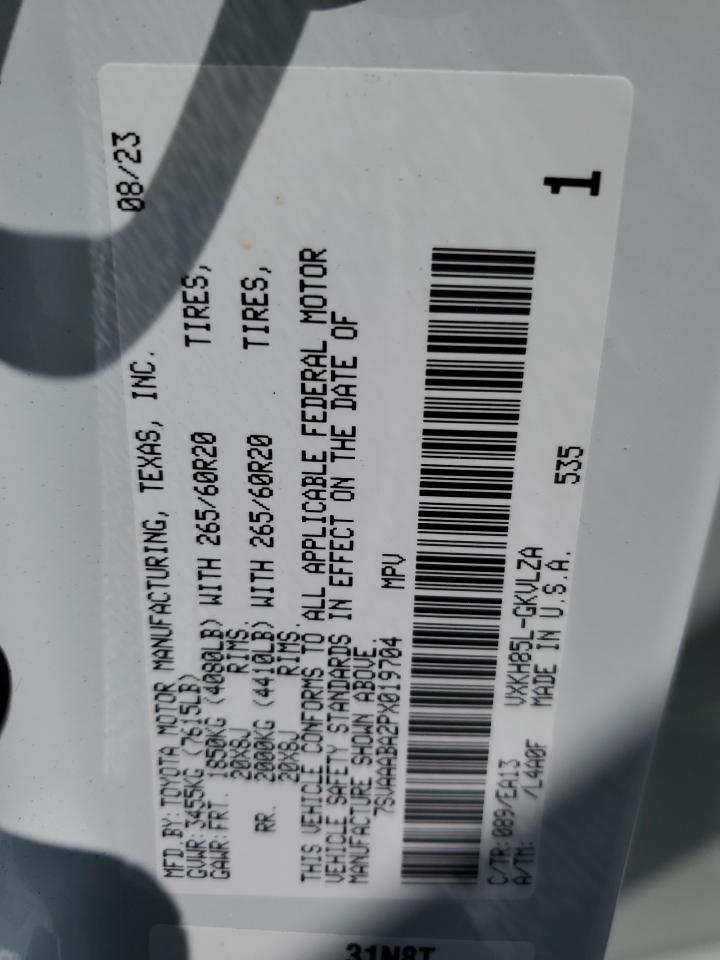 MFD BY: TOYOTA MOTOR MANUFACTURING, TEXAS, INC. 08/23
GVWR: 3455KG (7615LB)
GAWR: FRT. 1850KG (4080LB) WITH 265/60R20 TIRES,
20X8J RIMS.
RR. 2000KG (4410LB) WITH 265/60R20 TIRES,
20X8J RIMS.
THIS VEHICLE CONFORMS TO ALL APPLICABLE FEDERAL MOTOR
VEHICLE SAFETY STANDARDS IN EFFECT ON THE DATE OF
MANUFACTURE SHOWN ABOVE.
7SVAAABA2PX019704 MPV
C/TR: 089/EA13 VXKH85L-GKVLZA
A/TM: /L4A0F MADE IN U.S.A. 535
1
31N8T